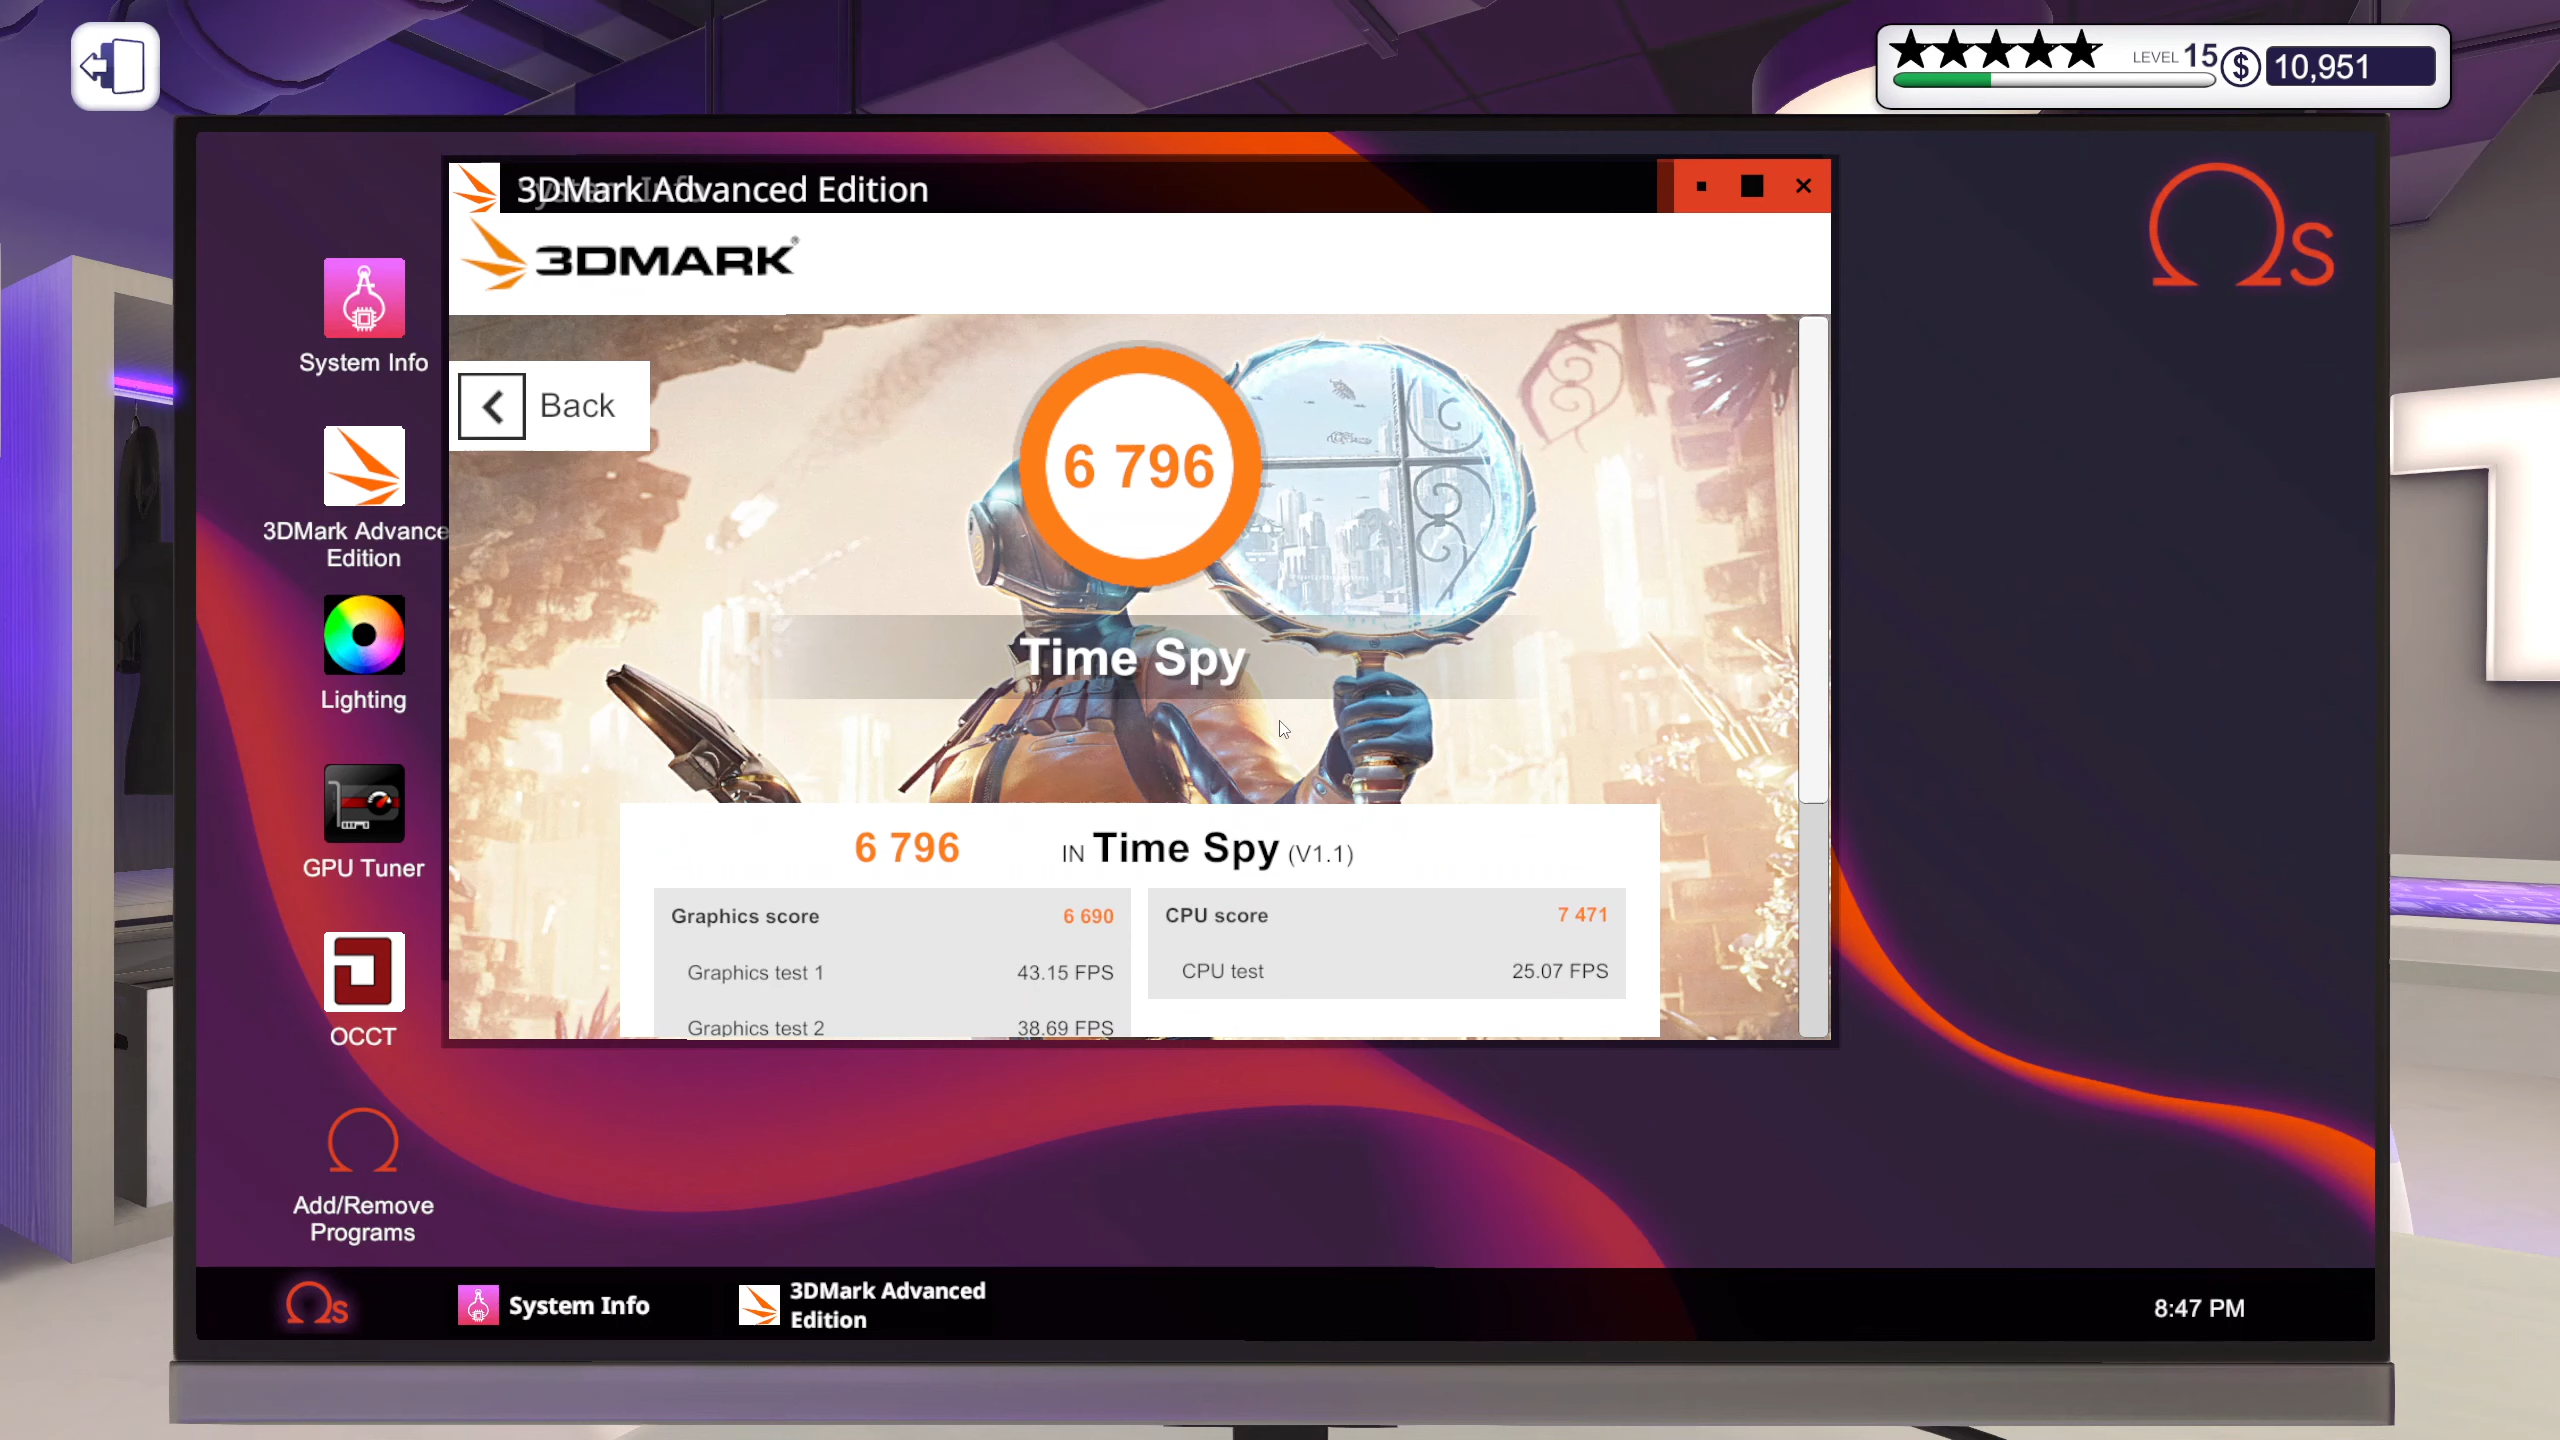 LEVEL 15
$ 10,951
3DMark Advanced Edition
3DMARK®
System Info
Back
6 796
3DMark Advance
Edition
Time Spy
Lighting
6 796 IN Time Spy (V1.1)
GPU Tuner
Graphics score 6 690
CPU score 7 471
Graphics test 1 43.15 FPS
CPU test 25.07 FPS
Graphics test 2 38.69 FPS
OCCT
Add/Remove
Programs
Ωs
Ωs
System Info
3DMark Advanced
Edition
8:47 PM
T